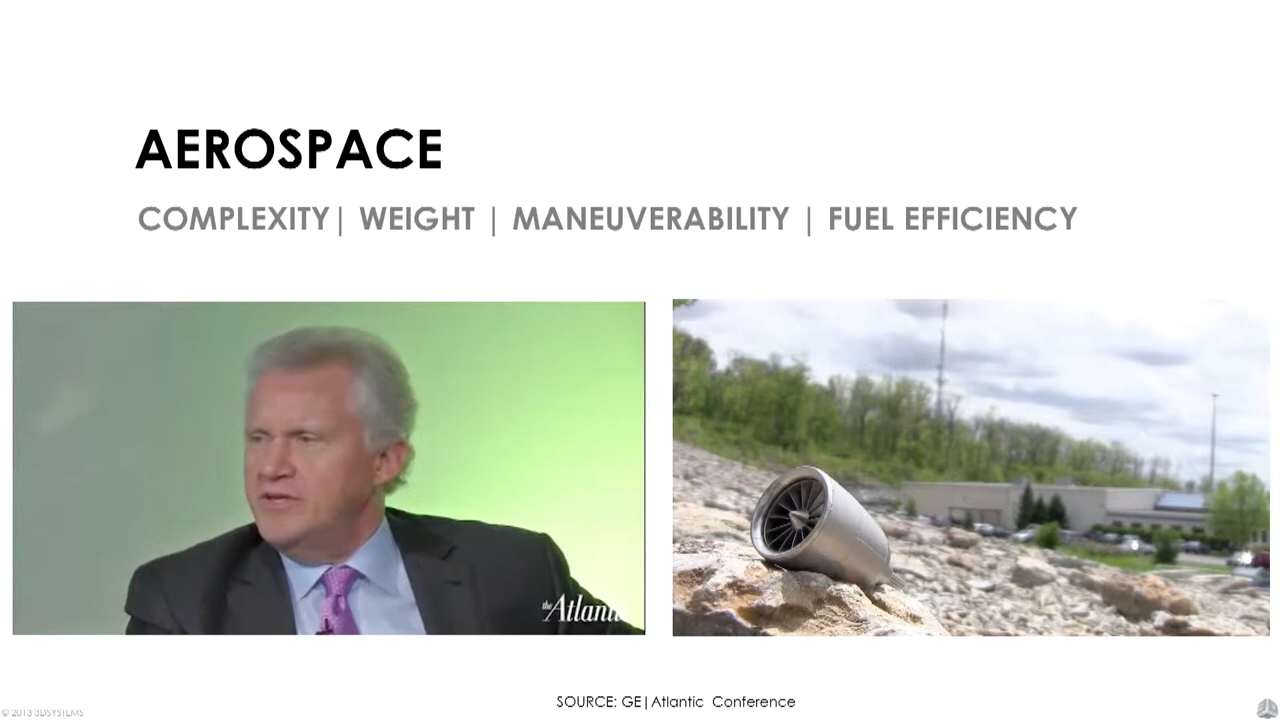 AEROSPACE
COMPLEXITY| WEIGHT | MANEUVERABILITY | FUEL EFFICIENCY
the Atlantic
SOURCE: GE|Atlantic Conference
© 2013 3DSYSTEMS